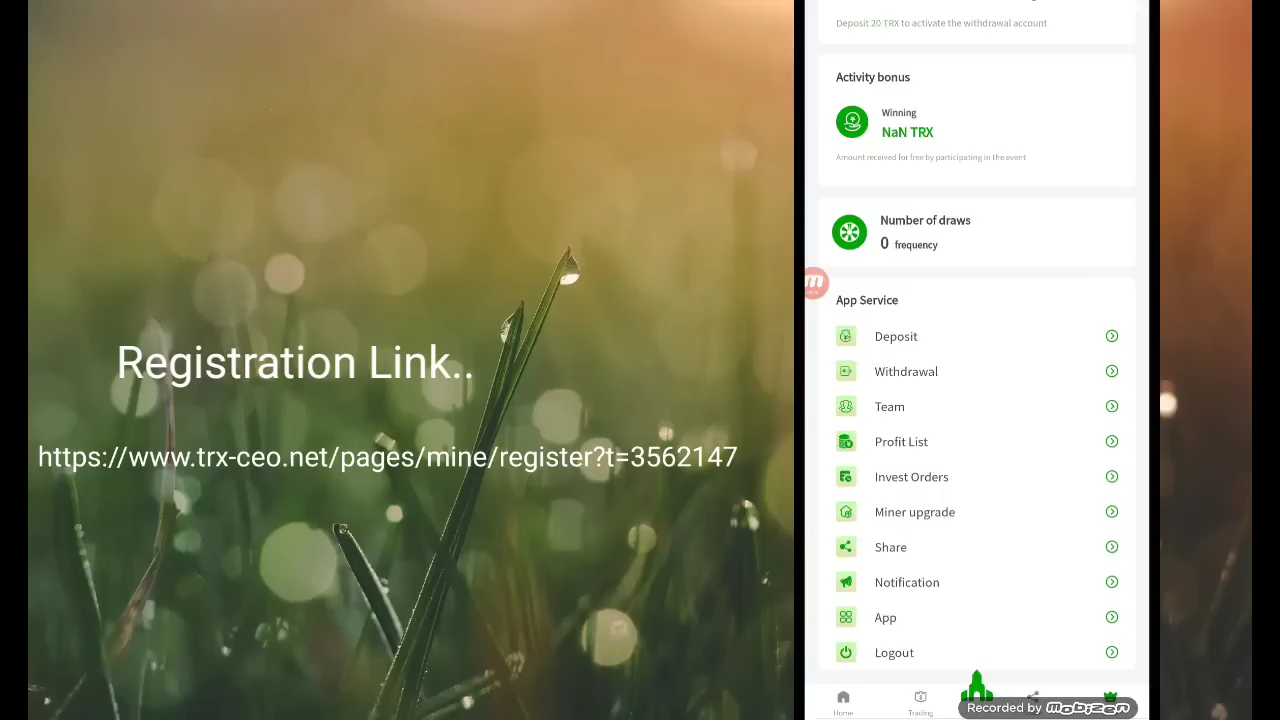 Registration Link..
https://www.trx-ceo.net/pages/mine/register?t=3562147
Deposit 20 TRX to activate the withdrawal account
Activity bonus
Winning
NaN TRX
Amount received for free by participating in the event
Number of draws
0 frequency
App Service
Deposit
Withdrawal
Team
Profit List
Invest Orders
Miner upgrade
Share
Notification
App
Logout
Home
Trading
Recorded by mobizen